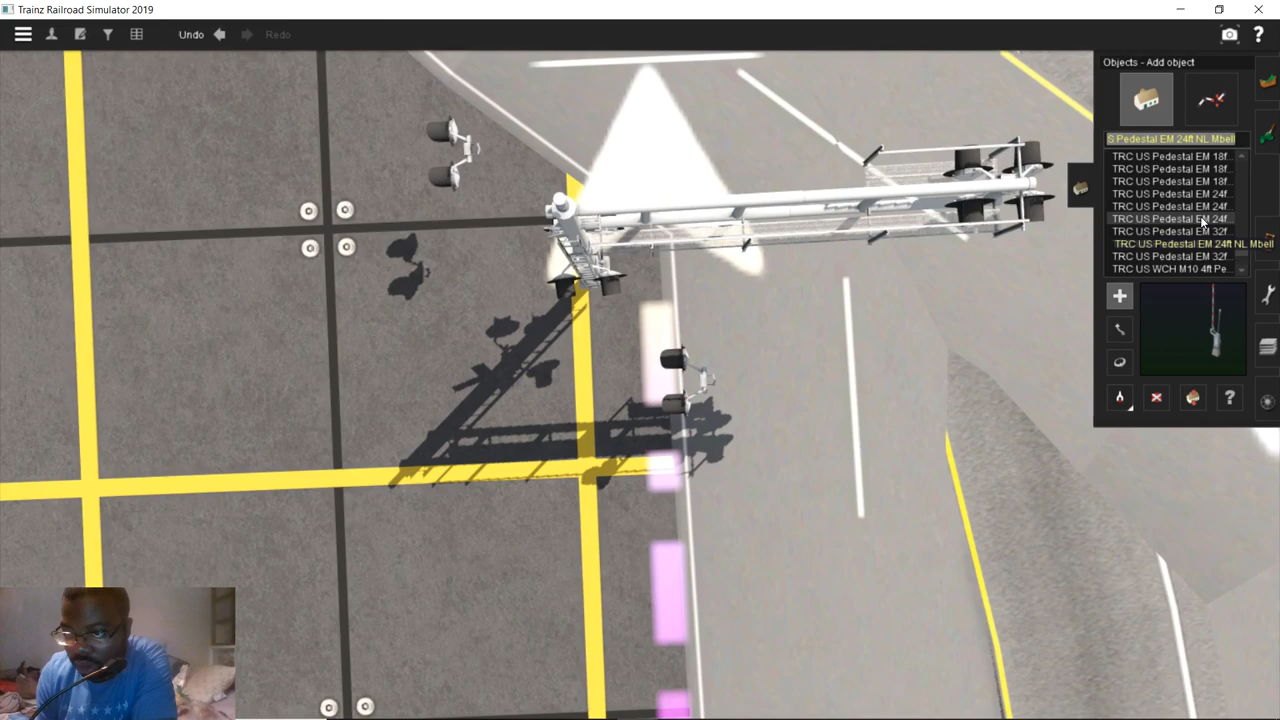 Trainz Railroad Simulator 2019
Undo
Redo
?
Objects - Add object
S Pedestal EM 24ft NL Mbell
TRC US Pedestal EM 18f...
TRC US Pedestal EM 18f...
TRC US Pedestal EM 18f...
TRC US Pedestal EM 24f...
TRC US Pedestal EM 24f...
TRC US Pedestal EM 24f...
TRC US Pedestal EM 32f...
TRC US Pedestal EM 24ft NL Mbell
TRC US Pedestal EM 32f...
TRC US WCH M10 4ft Pe...
?